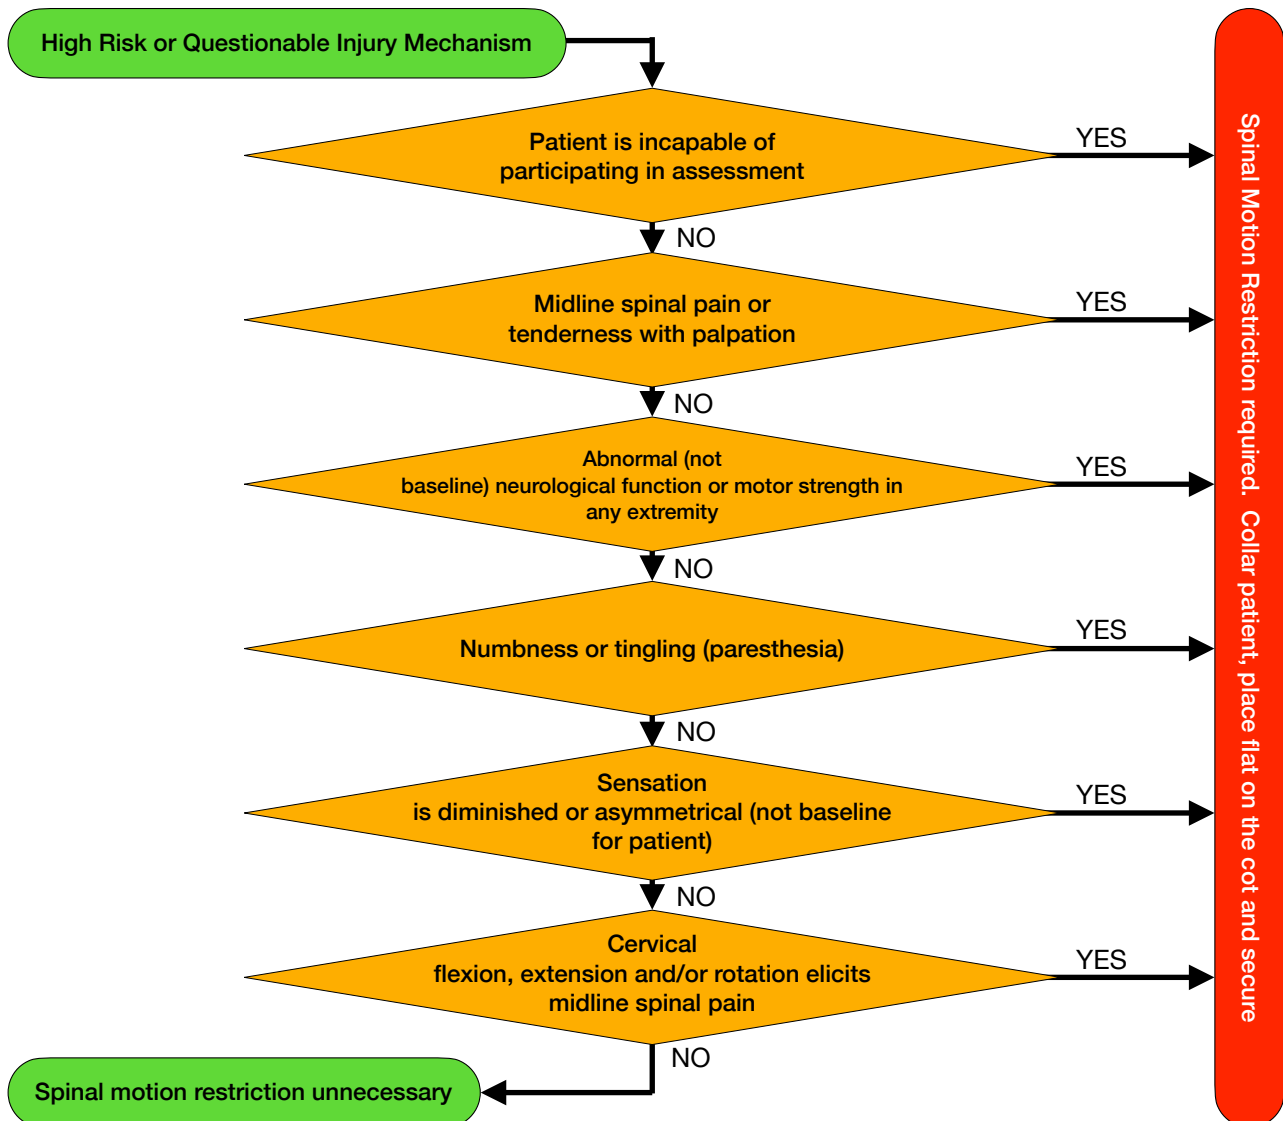 High Risk or Questionable Injury Mechanism
Patient is incapable of
participating in assessment
YES
NO
Midline spinal pain or
tenderness with palpation
YES
NO
Abnormal (not
baseline) neurological function or motor strength in
any extremity
YES
NO
Numbness or tingling (paresthesia)
YES
NO
Sensation
is diminished or asymmetrical (not baseline
for patient)
YES
NO
Cervical
flexion, extension and/or rotation elicits
midline spinal pain
YES
NO
Spinal motion restriction unnecessary
Spinal Motion Restriction required.  Collar patient, place flat on the cot and secure